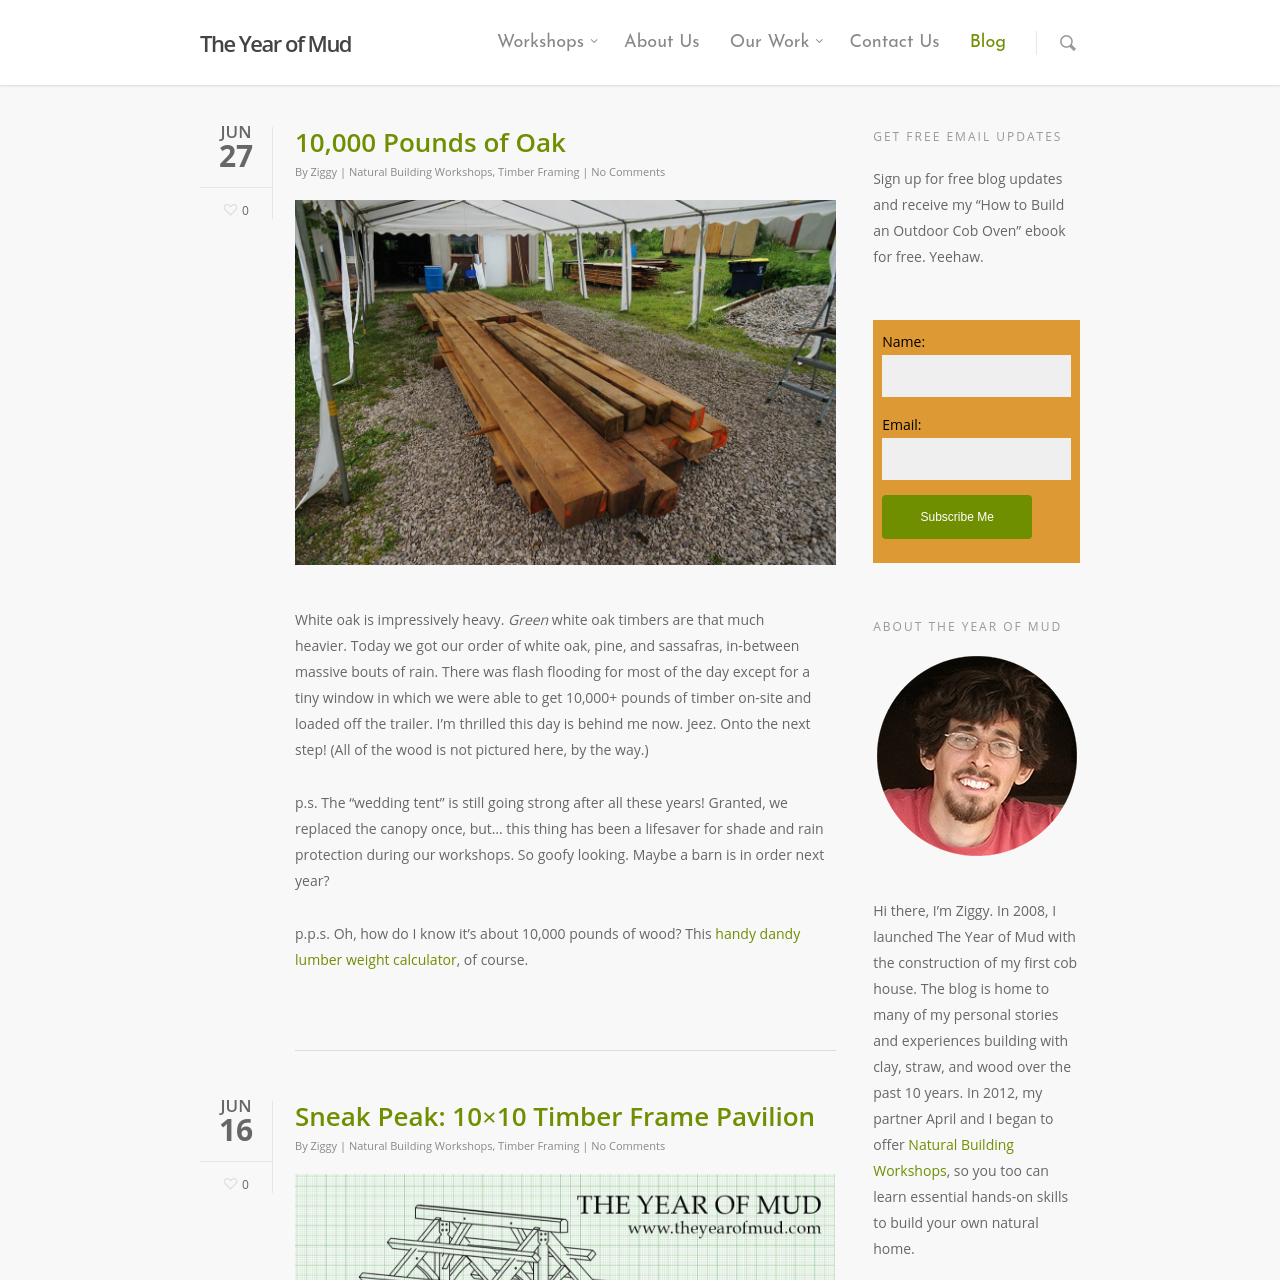 The Year of Mud
Workshops About Us Our Work Contact Us Blog
JUN
27
0
10,000 Pounds of Oak
By Ziggy | Natural Building Workshops, Timber Framing | No Comments
White oak is impressively heavy. Green white oak timbers are that much
heavier. Today we got our order of white oak, pine, and sassafras, in-between
massive bouts of rain. There was flash flooding for most of the day except for a
tiny window in which we were able to get 10,000+ pounds of timber on-site and
loaded off the trailer. I’m thrilled this day is behind me now. Jeez. Onto the next
step! (All of the wood is not pictured here, by the way.)
p.s. The “wedding tent” is still going strong after all these years! Granted, we
replaced the canopy once, but… this thing has been a lifesaver for shade and rain
protection during our workshops. So goofy looking. Maybe a barn is in order next
year?
p.p.s. Oh, how do I know it’s about 10,000 pounds of wood? This handy dandy
lumber weight calculator, of course.
JUN
16
0
Sneak Peak: 10×10 Timber Frame Pavilion
By Ziggy | Natural Building Workshops, Timber Framing | No Comments
THE YEAR OF MUD
www.theyearofmud.com
GET FREE EMAIL UPDATES
Sign up for free blog updates
and receive my “How to Build
an Outdoor Cob Oven” ebook
for free. Yeehaw.
Name:
Email:
Subscribe Me
ABOUT THE YEAR OF MUD
Hi there, I’m Ziggy. In 2008, I
launched The Year of Mud with
the construction of my first cob
house. The blog is home to
many of my personal stories
and experiences building with
clay, straw, and wood over the
past 10 years. In 2012, my
partner April and I began to
offer Natural Building
Workshops, so you too can
learn essential hands-on skills
to build your own natural
home.